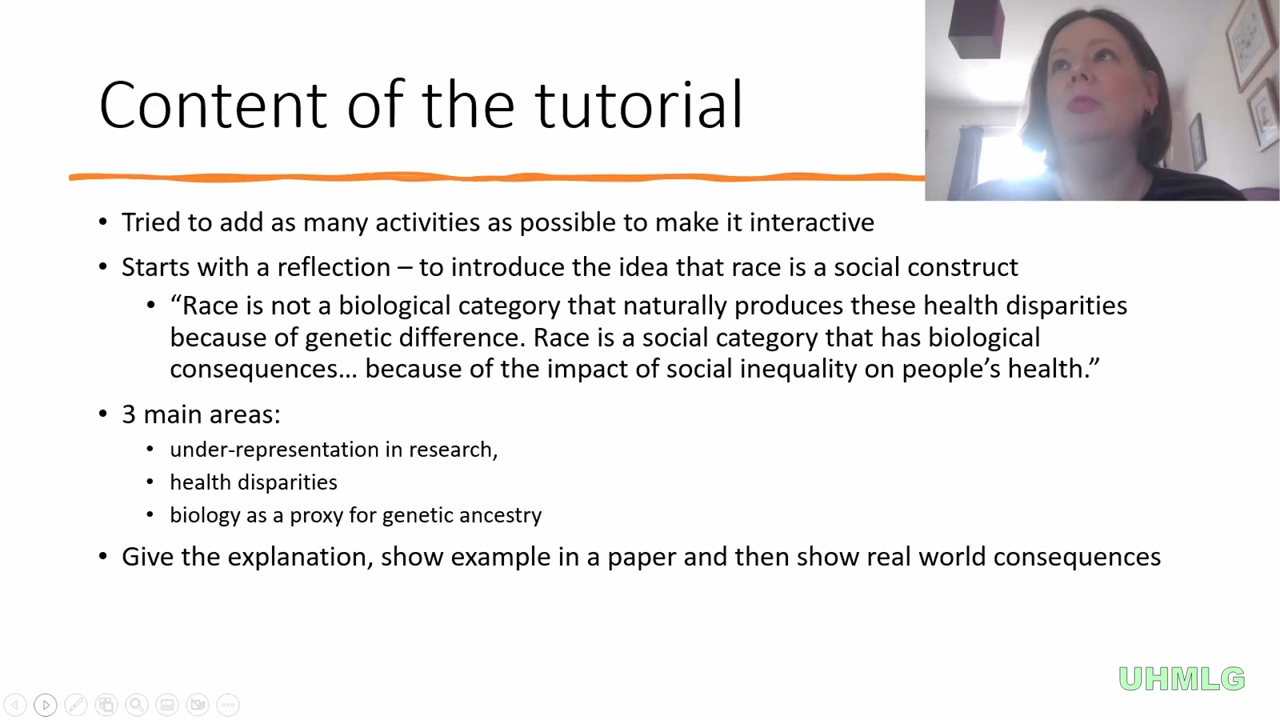 Content of the tutorial
• Tried to add as many activities as possible to make it interactive
• Starts with a reflection – to introduce the idea that race is a social construct
• “Race is not a biological category that naturally produces these health disparities
because of genetic difference. Race is a social category that has biological
consequences... because of the impact of social inequality on people’s health.”
• 3 main areas:
• under-representation in research,
• health disparities
• biology as a proxy for genetic ancestry
• Give the explanation, show example in a paper and then show real world consequences
UHMLG